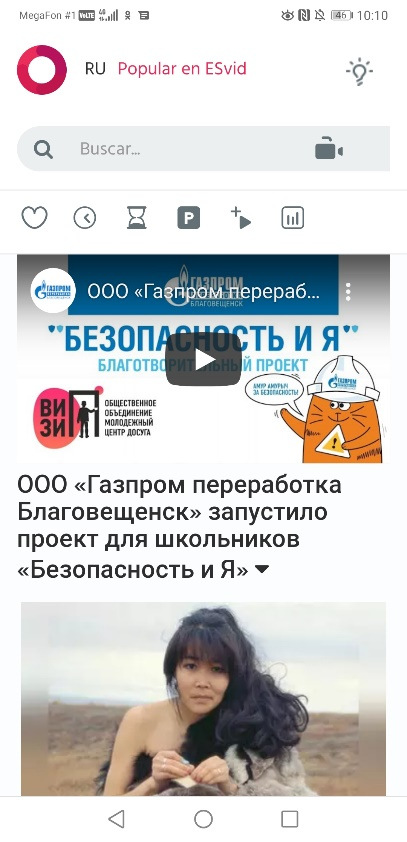 MegaFon #1 VoLTE 46 10:10
RU Popular en ESvid
Buscar...
P
ГАЗПРОМ
БЛАГОВЕЩЕНСК
ООО «Газпром перераб...
"БЕЗОПАСНОСТЬ И Я"
БЛАГОТВОРИТЕЛЬНЫЙ ПРОЕКТ
ГАЗПРОМ
АМУР АМУРЫЧ
ЗА БЕЗОПАСНОСТЬ!
ВИ
ЗИТ
ОБЩЕСТВЕННОЕ
ОБЪЕДИНЕНИЕ
МОЛОДЕЖНЫЙ
ЦЕНТР ДОСУГА
ООО «Газпром переработка
Благовещенск» запустило
проект для школьников
«Безопасность и Я»